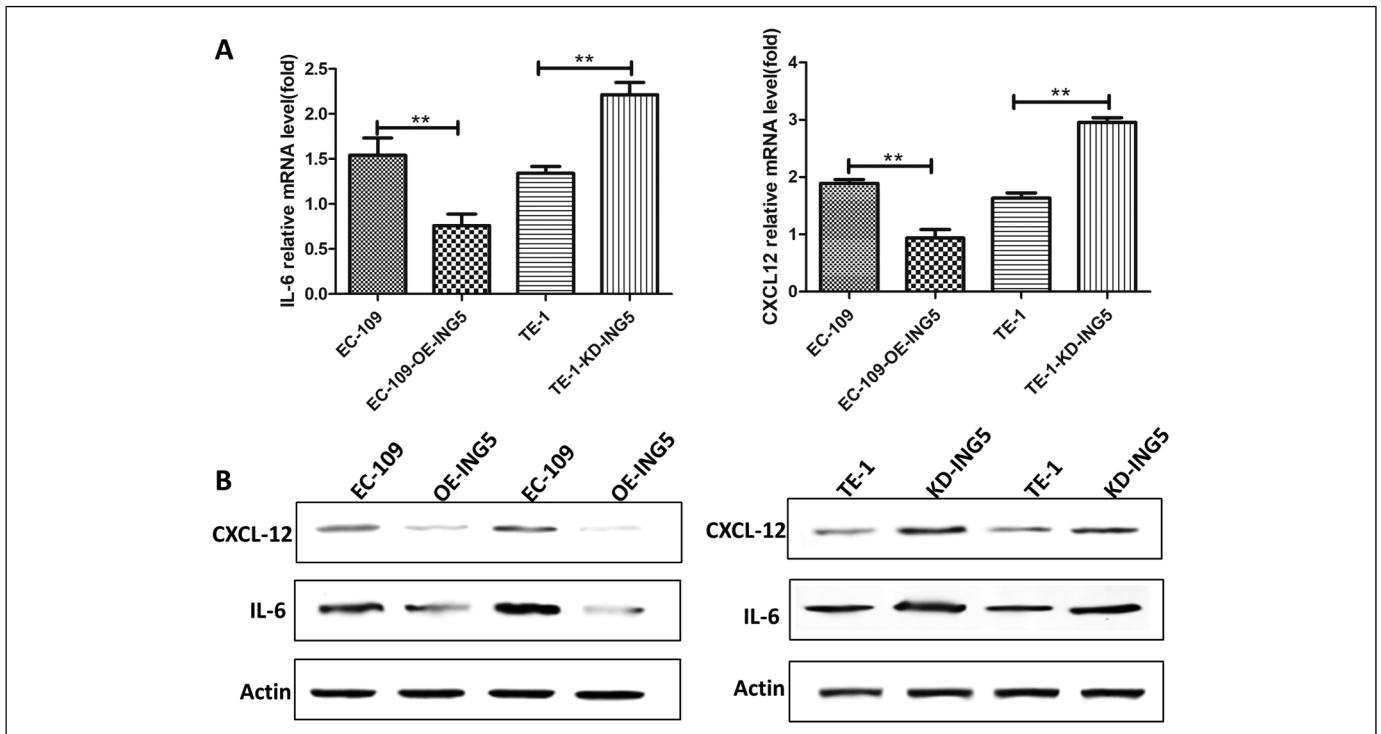 A
IL-6 relative mRNA level(fold)
2.5
2.0
1.5
1.0
0.5
0.0
**
**
EC-109
EC-109-OE-ING5
TE-1
TE-1-KD-ING5
CXCL12 relative mRNA level(fold)
4
3
2
1
0
**
**
EC-109
EC-109-OE-ING5
TE-1
TE-1-KD-ING5
B
EC-109 OE-ING5 EC-109 OE-ING5
CXCL-12
IL-6
Actin
TE-1 KD-ING5 TE-1 KD-ING5
CXCL-12
IL-6
Actin